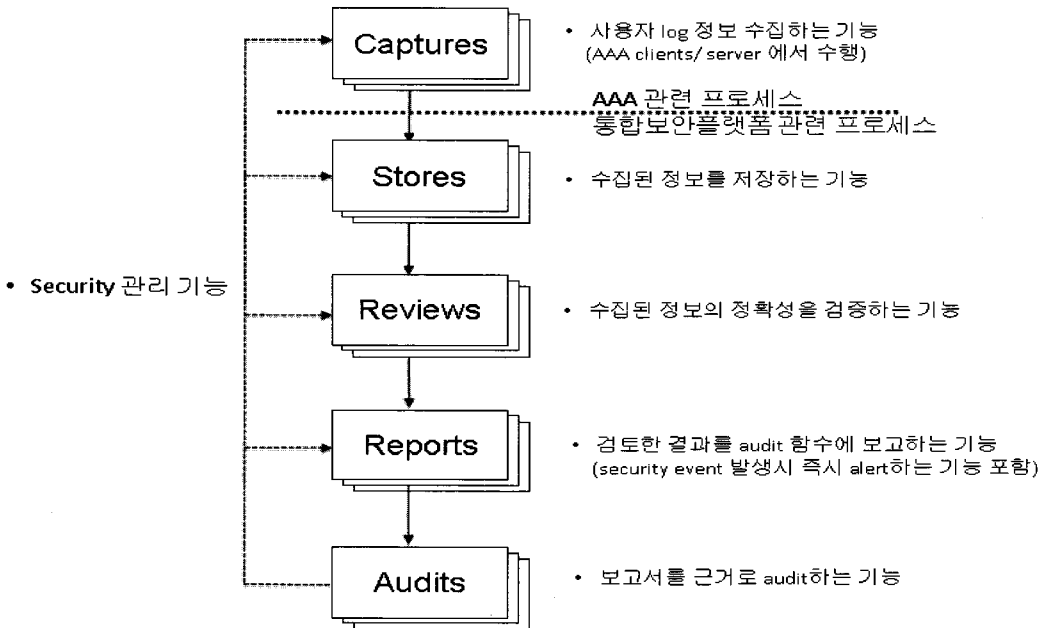 Captures
• 사용자 log 정보 수집하는 기능
(AAA clients/ server 에서 수행)
AAA 관련 프로세스
통합보안플랫폼 관련 프로세스
Stores
• 수집된 정보를 저장하는 기능
• Security 관리 기능
Reviews
• 수집된 정보의 정확성을 검증하는 기능
Reports
• 검토한 결과를 audit 함수에 보고하는 기능
(security event 발생시 즉시 alert하는 기능 포함)
Audits
• 보고서를 근거로 audit하는 기능